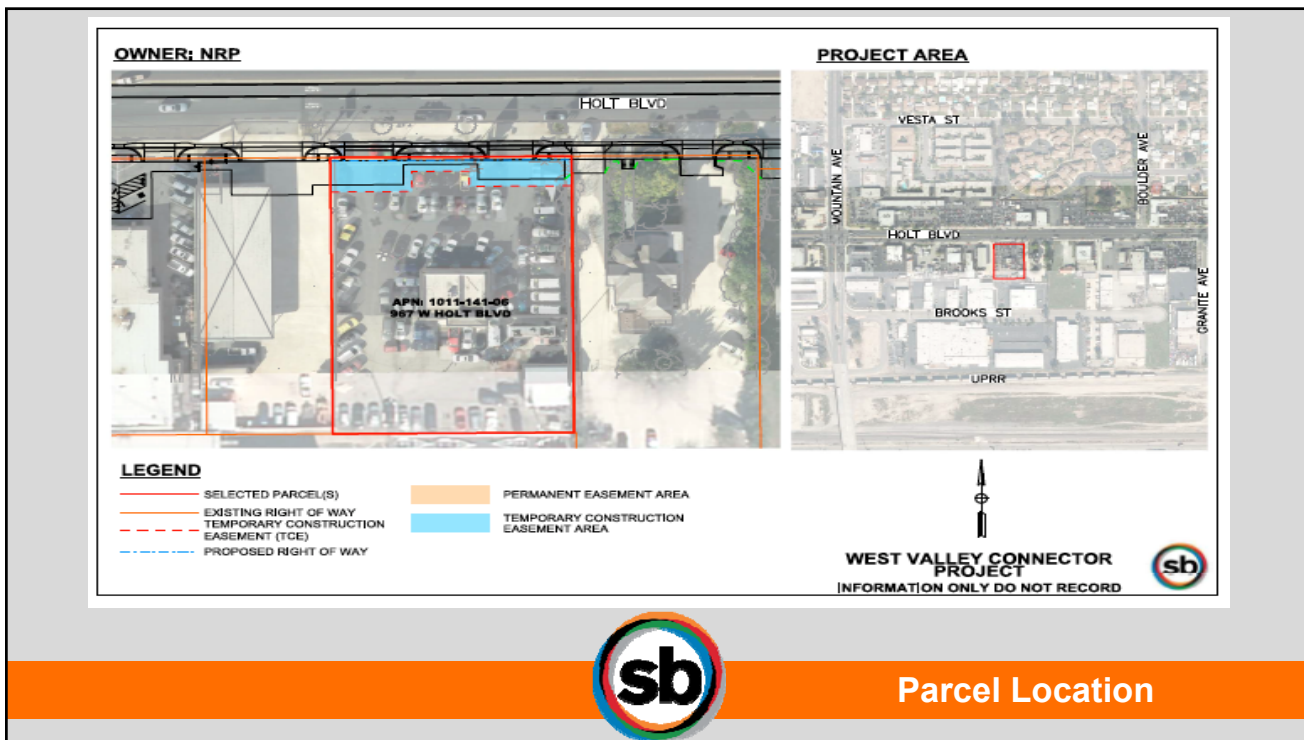 OWNER: NRP
HOLT BLVD
APN: 1011-141-06
967 W HOLT BLVD
PROJECT AREA
VESTA ST
MOUNTAIN AVE
BOULDER AVE
HOLT BLVD
BROOKS ST
GRANITE AVE
UPRR
LEGEND
SELECTED PARCEL(S)
EXISTING RIGHT OF WAY
TEMPORARY CONSTRUCTION
EASEMENT (TCE)
PROPOSED RIGHT OF WAY
PERMANENT EASEMENT AREA
TEMPORARY CONSTRUCTION
EASEMENT AREA
WEST VALLEY CONNECTOR
PROJECT
INFORMATION ONLY DO NOT RECORD
sb
sb
Parcel Location